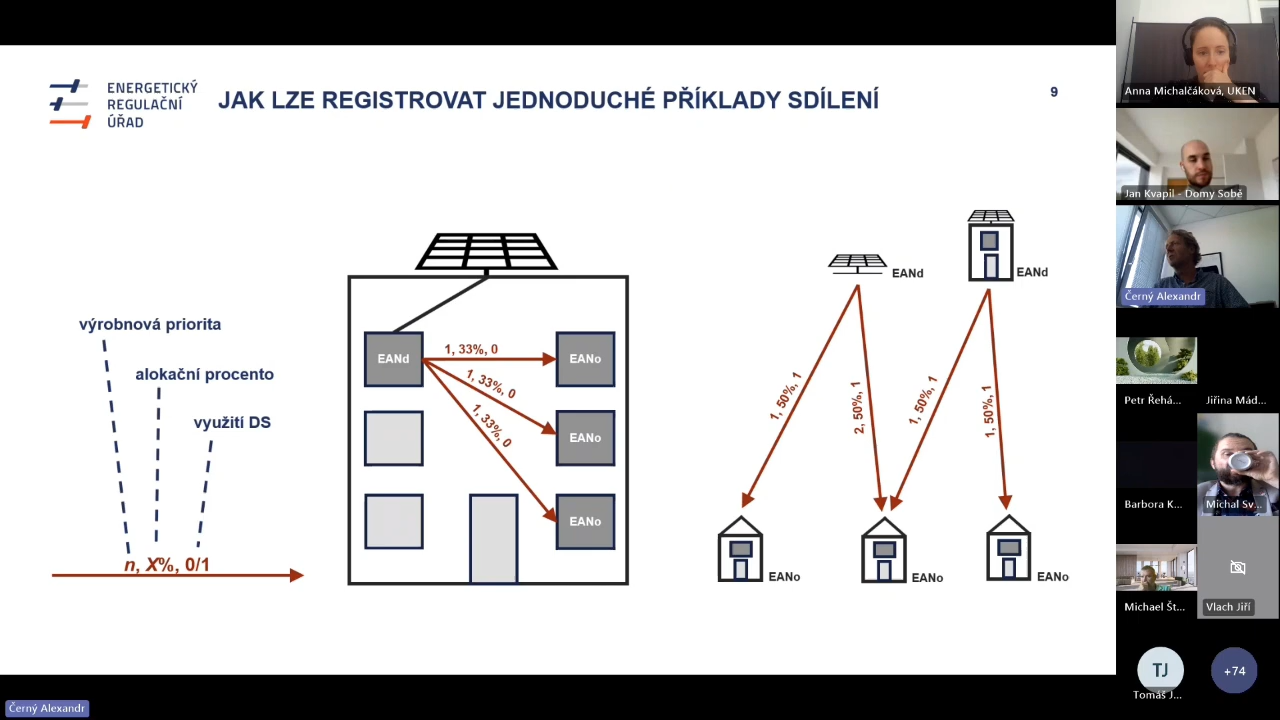 ENERGETICKÝ
REGULAČNÍ
ÚŘAD
JAK LZE REGISTROVAT JEDNODUCHÉ PŘÍKLADY SDÍLENÍ
9
výrobnová priorita
alokační procento
využití DS
n, X%, 0/1
EANd
1, 33%, 0
1, 33%, 0
1, 33%, 0
EANo
EANo
EANo
EANd
EANd
1, 50%, 1
2, 50%, 1
1, 50%, 1
1, 50%, 1
EANo
EANo
EANo
Anna Michalčáková, UKEN
Jan Kvapil - Domy Sobě
Černý Alexandr
Petr Řehá...
Jiřina Mád...
Barbora K...
Michal Sv...
Michael Št...
Vlach Jiří
TJ
Tomáš J...
+74
Černý Alexandr